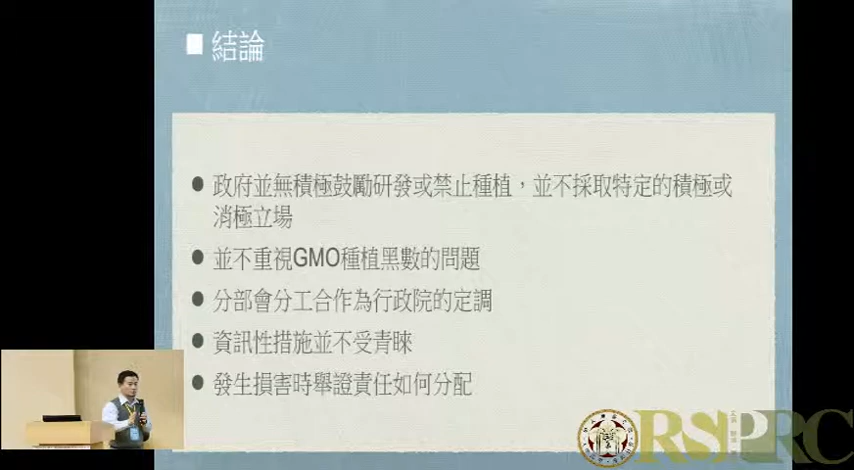 結論
政府並無積極鼓勵研發或禁止種植，並不採取特定的積極或
消極立場
並不重視GMO種植黑數的問題
分部會分工合作為行政院的定調
資訊性措施並不受青睞
發生損害時舉證責任如何分配
RSPRC